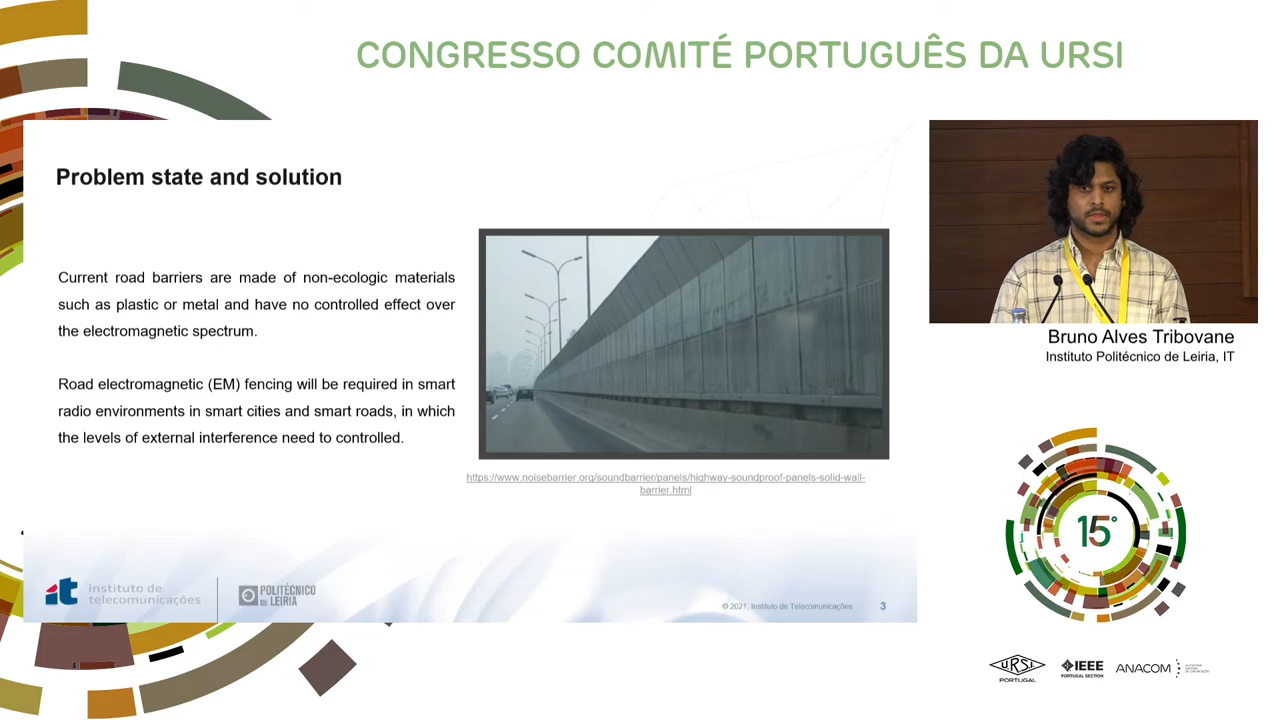 CONGRESSO COMITÉ PORTUGUÊS DA URSI
Problem state and solution
Current road barriers are made of non-ecologic materials
such as plastic or metal and have no controlled effect over
the electromagnetic spectrum.
Road electromagnetic (EM) fencing will be required in smart
radio environments in smart cities and smart roads, in which
the levels of external interference need to controlled.
https://www.noisebarrier.org/soundbarrier/panels/highway-soundproof-panels-solid-wall-
barrier.html
it instituto de
telecomunicações
POLITÉCNICO
DE LEIRIA
© 2021, Instituto de Telecomunicações
3
Bruno Alves Tribovane
Instituto Politécnico de Leiria, IT
15°
URSI
PORTUGAL
IEEE
PORTUGAL SECTION
ANACOM